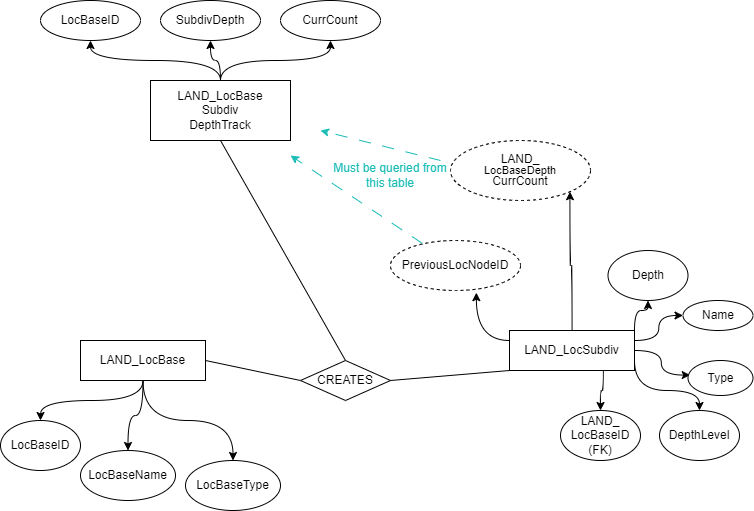 LocBaseID
SubdivDepth
CurrCount
LAND_LocBase
Subdiv
DepthTrack
Must be queried from
this table
LAND_
LocBaseDepth
CurrCount
PreviousLocNodeID
Depth
Name
LAND_LocBase
CREATES
LAND_LocSubdiv
Type
LocBaseID
LocBaseName
LocBaseType
LAND_
LocBaseID
(FK)
DepthLevel